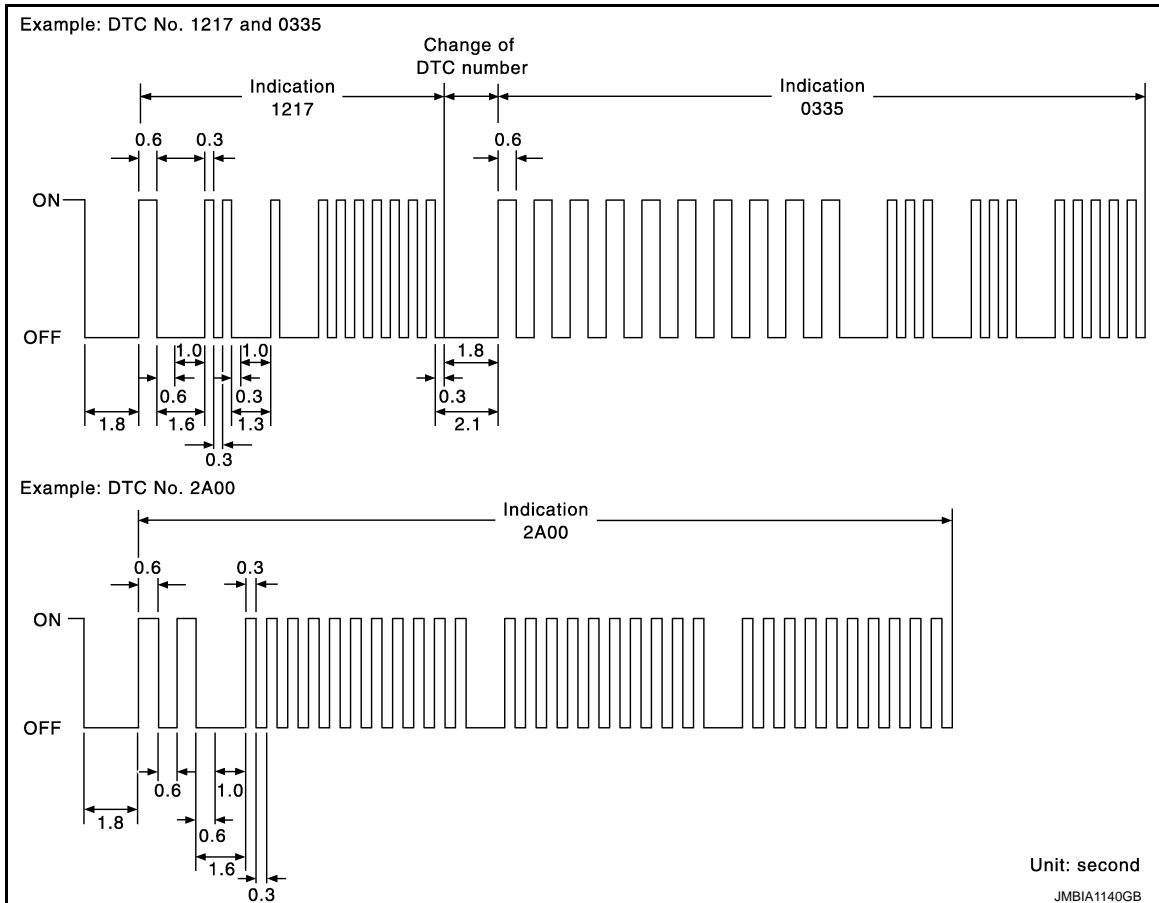 Example: DTC No. 1217 and 0335
Change of
DTC number
Indication
1217
Indication
0335
0.6
0.3
0.6
ON
OFF
1.0
1.0
1.8
0.6
0.3
0.3
1.8
1.6
1.3
2.1
0.3
Example: DTC No. 2A00
Indication
2A00
0.6
0.3
ON
OFF
0.6
1.0
1.8
0.6
1.6
0.3
Unit: second
JMBIA1140GB